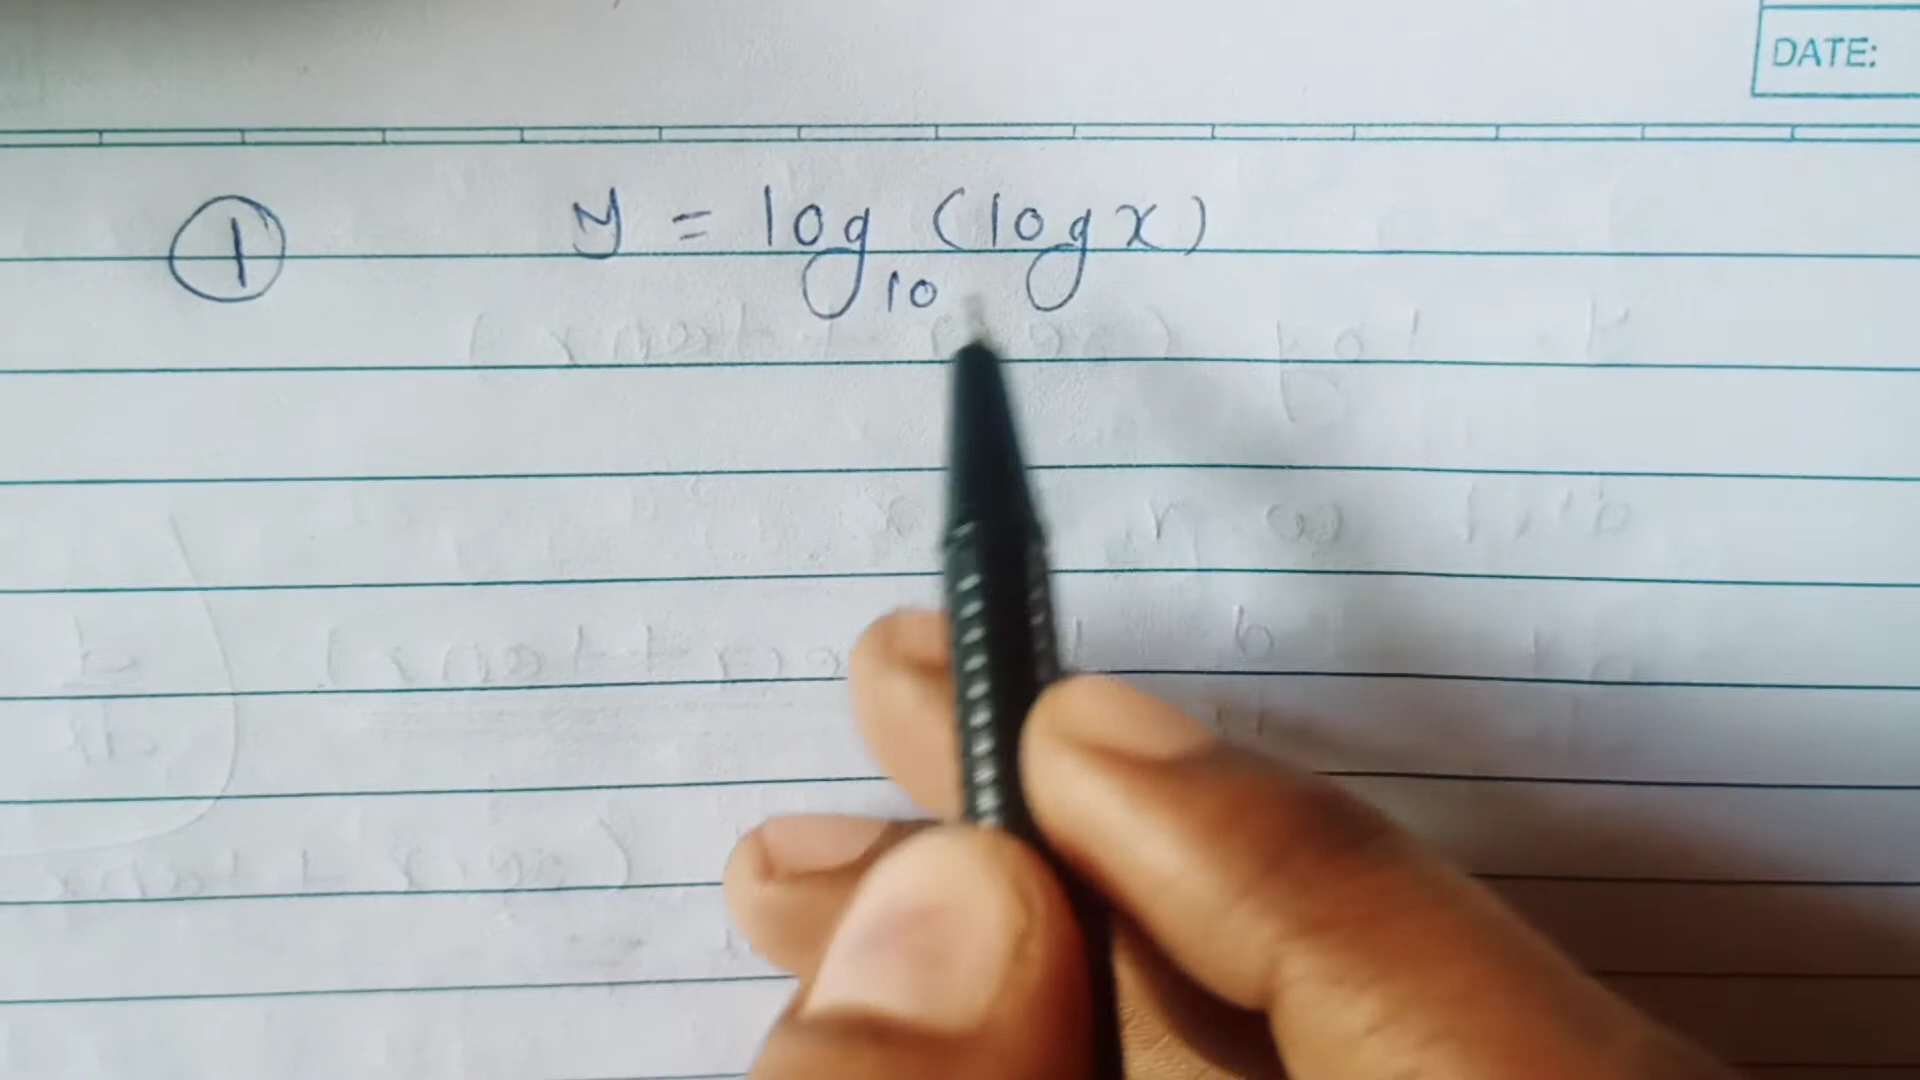 DATE:
① y = log₁₀ (log x)